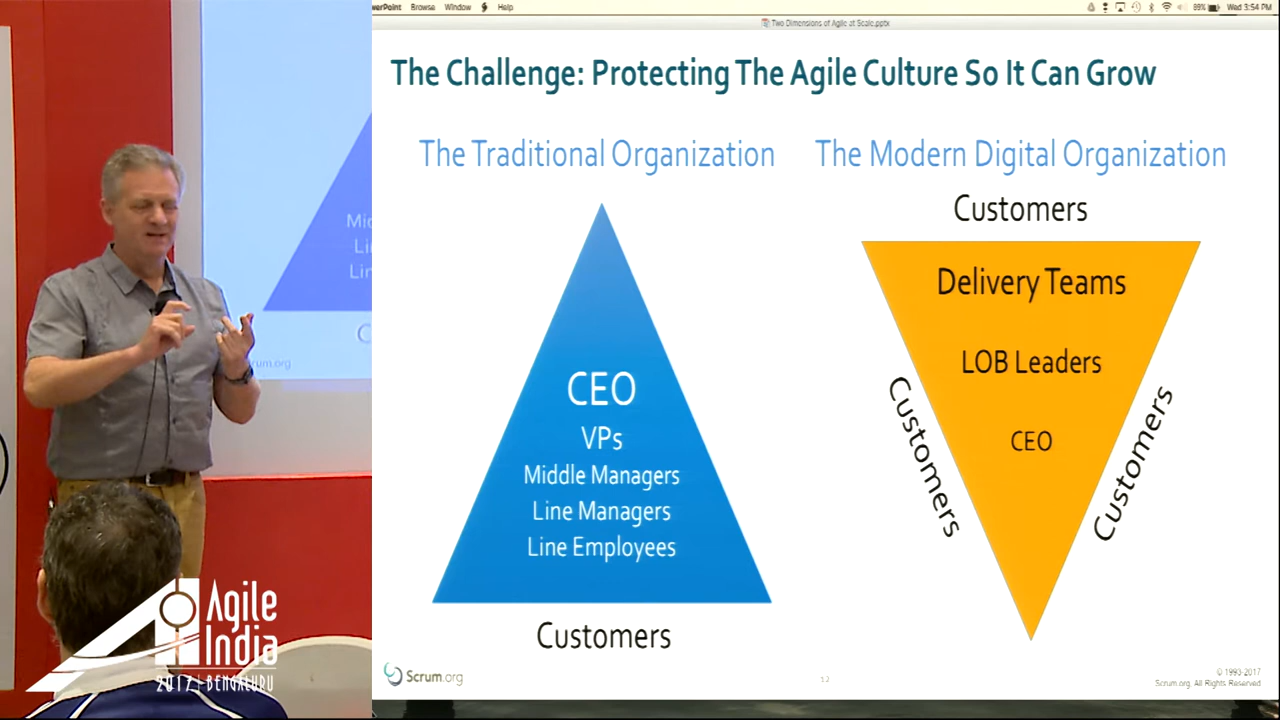 PowerPoint Browse Window Help
89% Wed 3:54 PM
Two Dimensions of Agile at Scale.pptx
The Challenge: Protecting The Agile Culture So It Can Grow
The Traditional Organization
CEO
VPs
Middle Managers
Line Managers
Line Employees
Customers
The Modern Digital Organization
Customers
Delivery Teams
LOB Leaders
CEO
Customers
Customers
Scrum.org
© 1993-2017
Scrum.org. All Rights Reserved
Agile
India
2017 | BENGALURU